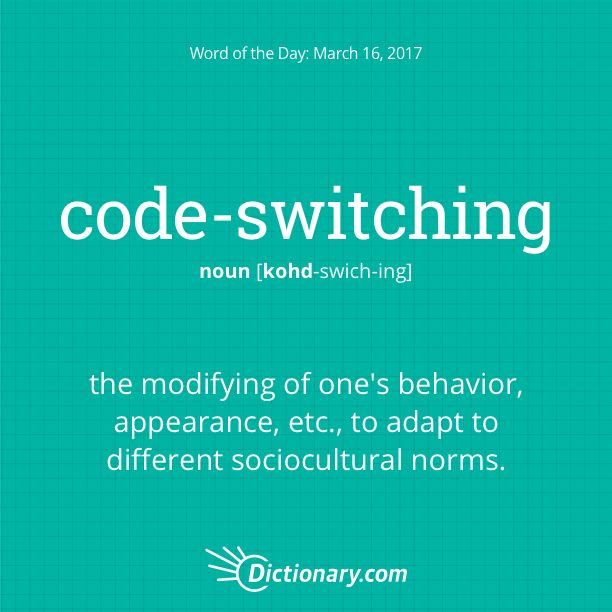 Word of the Day: March 16, 2017
code-switching
noun [kohd-swich-ing]
the modifying of one's behavior,
appearance, etc., to adapt to
different sociocultural norms.
Dictionary.com